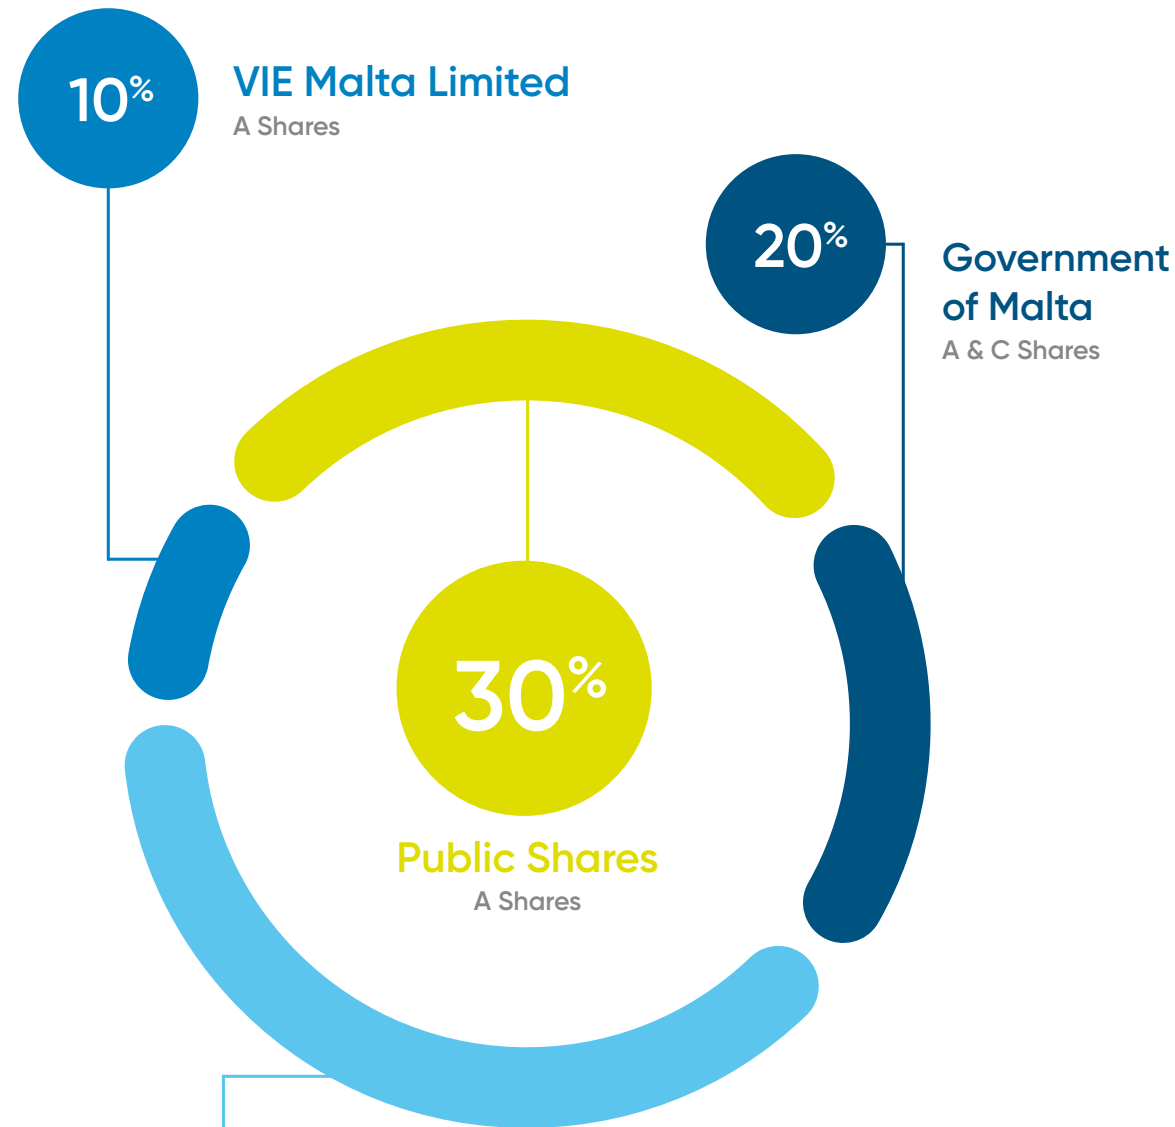 10%
VIE Malta Limited
A Shares
20%
Government
of Malta
A & C Shares
30%
Public Shares
A Shares